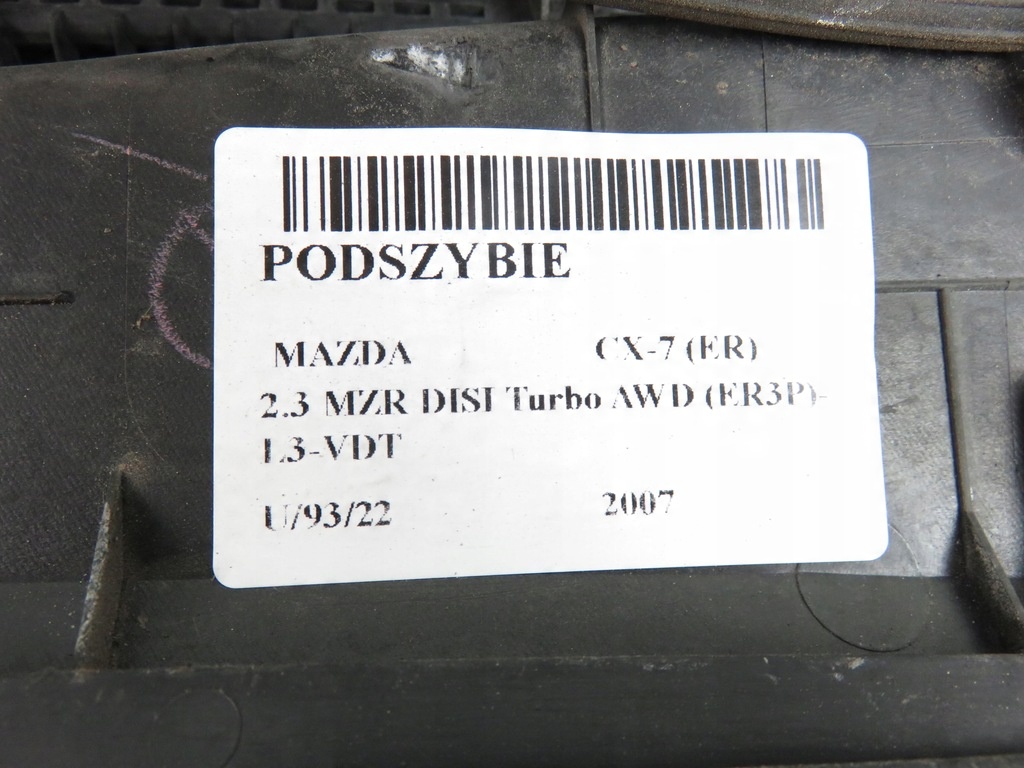 PODSZYBIE
MAZDA CX-7 (ER)
2.3 MZR DISI Turbo AWD (ER3P)-
L3-VDT
U/93/22 2007